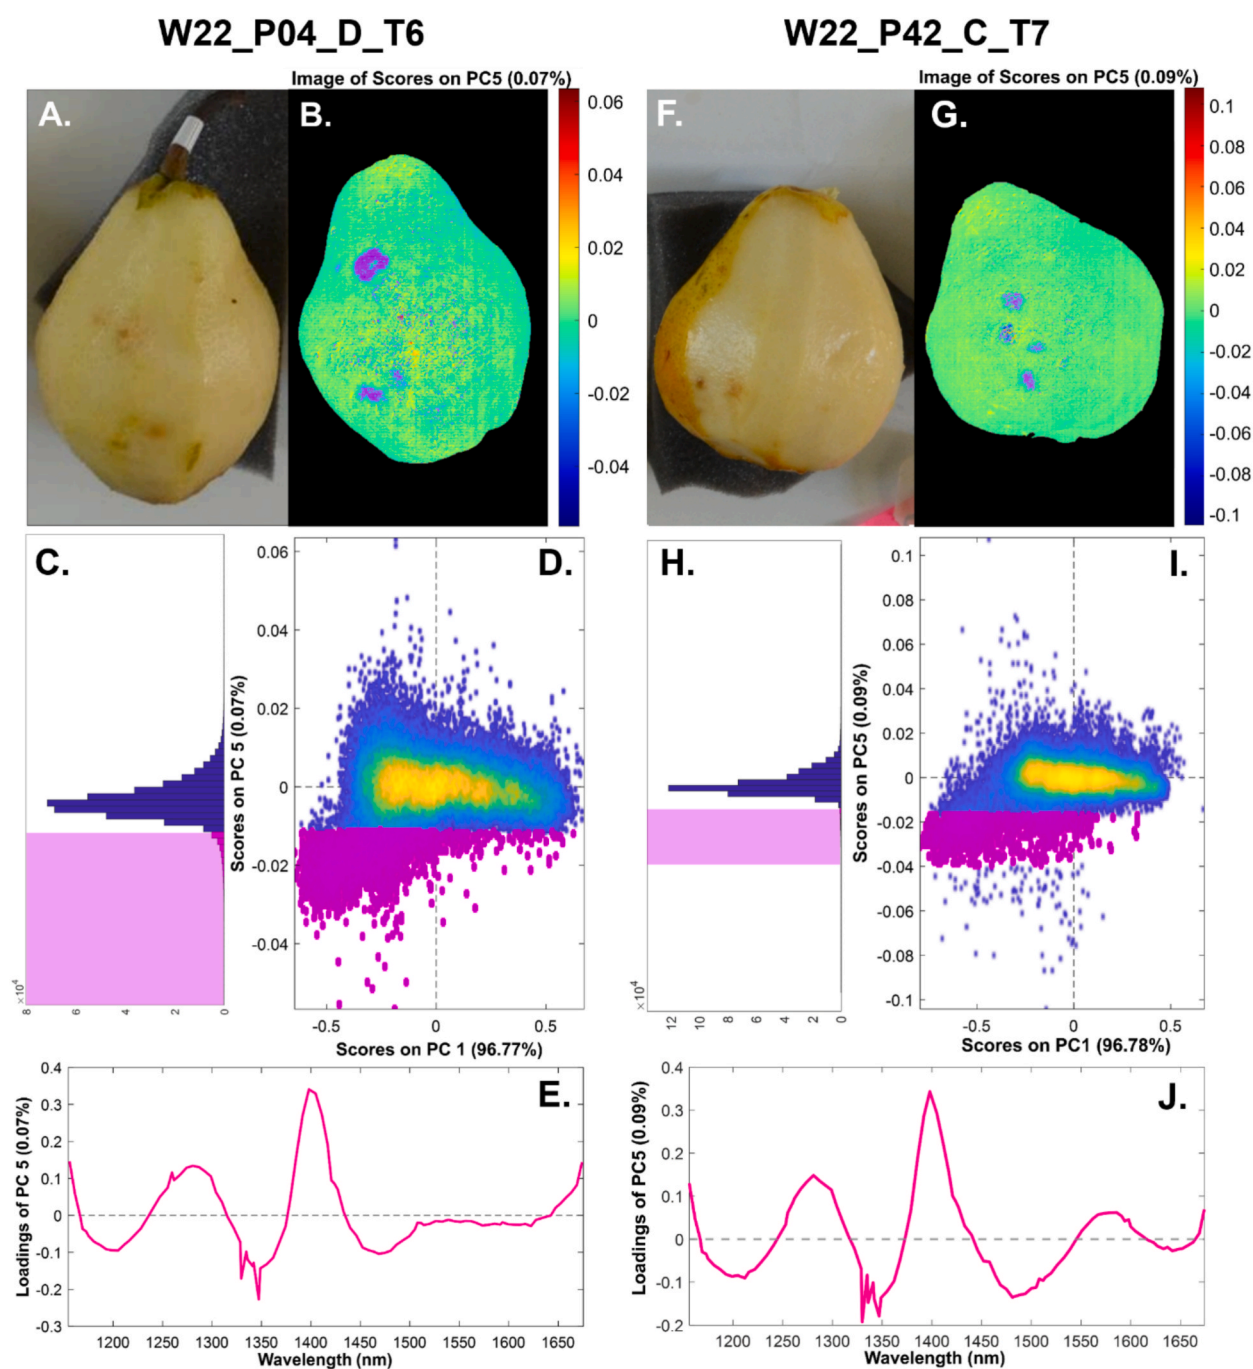 W22_P04_D_T6
W22_P42_C_T7
Image of Scores on PC5 (0.07%)
A.
B.
0.06
0.04
0.02
0
-0.02
-0.04
Image of Scores on PC5 (0.09%)
F.
G.
0.1
0.08
0.06
0.04
0.02
0
-0.02
-0.04
-0.06
-0.08
-0.1
C.
×10⁴
8
6
4
2
0
D.
Scores on PC 5 (0.07%)
0.06
0.04
0.02
0
-0.02
-0.04
-0.5
0
0.5
Scores on PC 1 (96.77%)
H.
×10⁴
12
10
8
6
4
2
0
I.
Scores on PC5 (0.09%)
0.1
0.08
0.06
0.04
0.02
0
-0.02
-0.04
-0.06
-0.08
-0.1
-0.5
0
0.5
Scores on PC1 (96.78%)
E.
Loadings of PC 5 (0.07%)
0.4
0.3
0.2
0.1
0
-0.1
-0.2
-0.3
1200 1250 1300 1350 1400 1450 1500 1550 1600 1650
Wavelength (nm)
J.
Loadings of PC5 (0.09%)
0.4
0.3
0.2
0.1
0
-0.1
-0.2
1200 1250 1300 1350 1400 1450 1500 1550 1600 1650
Wavelength (nm)